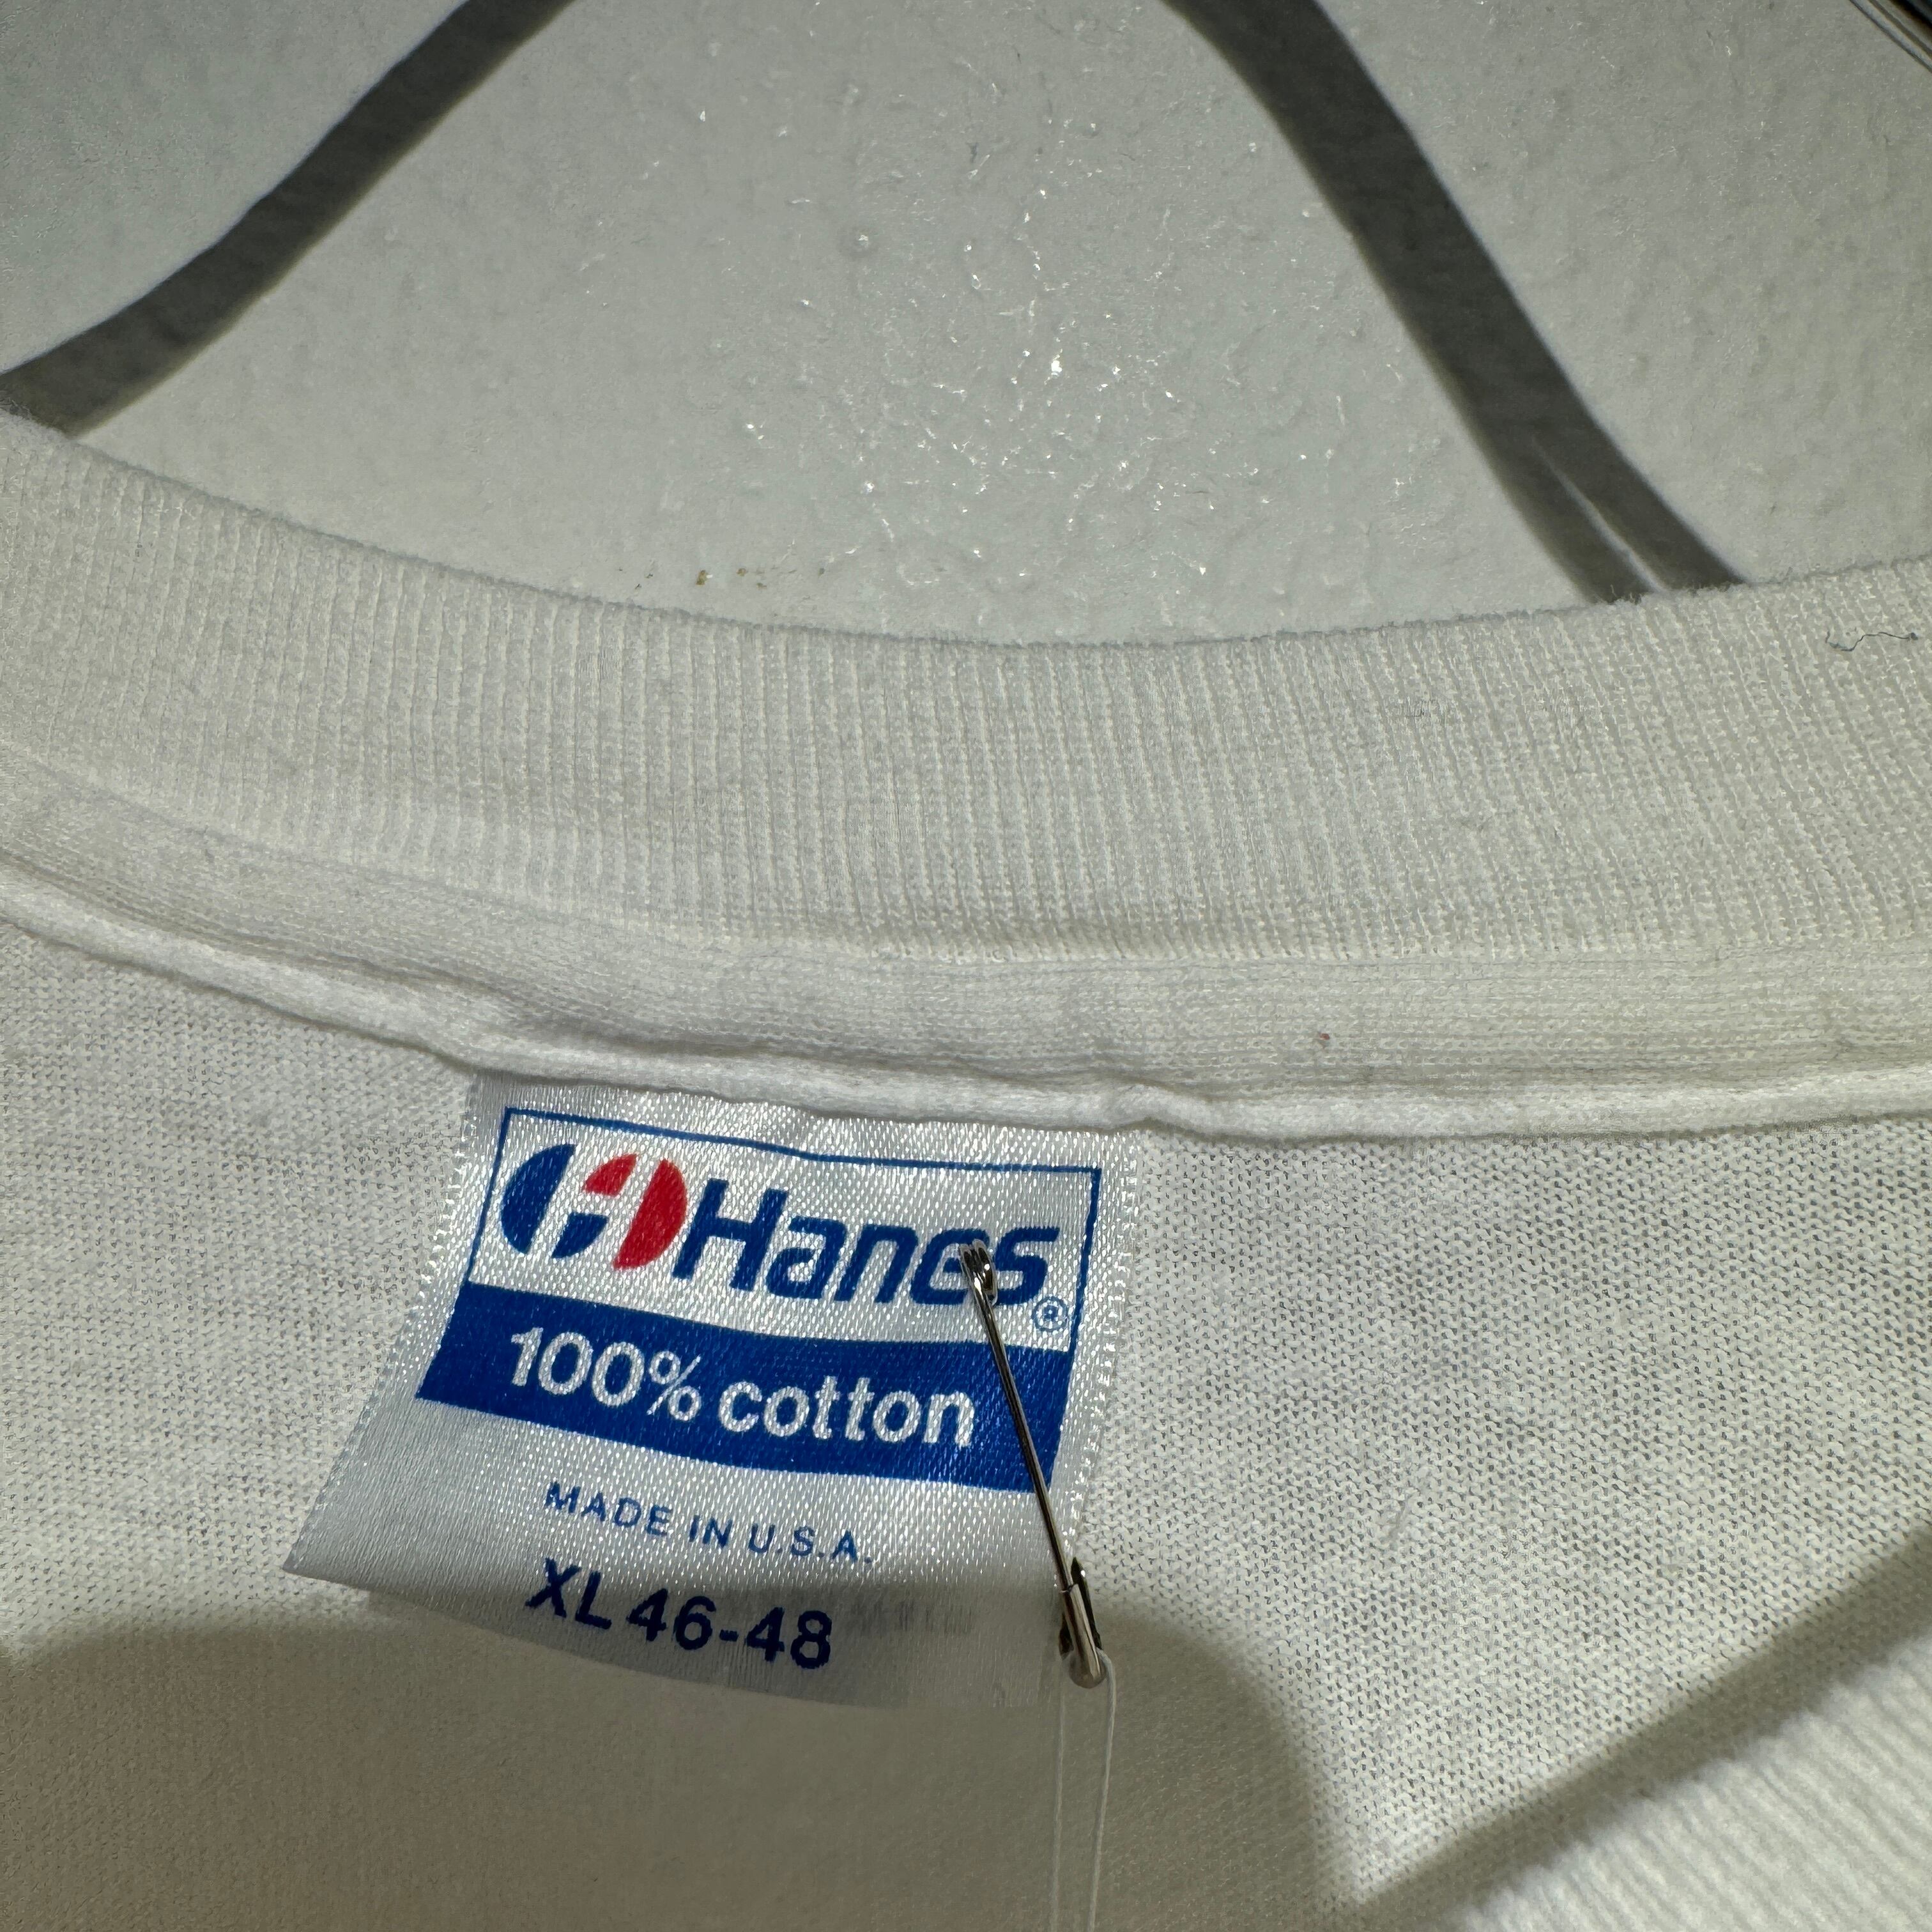 Hanes®
100% cotton
MADE IN U.S.A.
XL 46-48